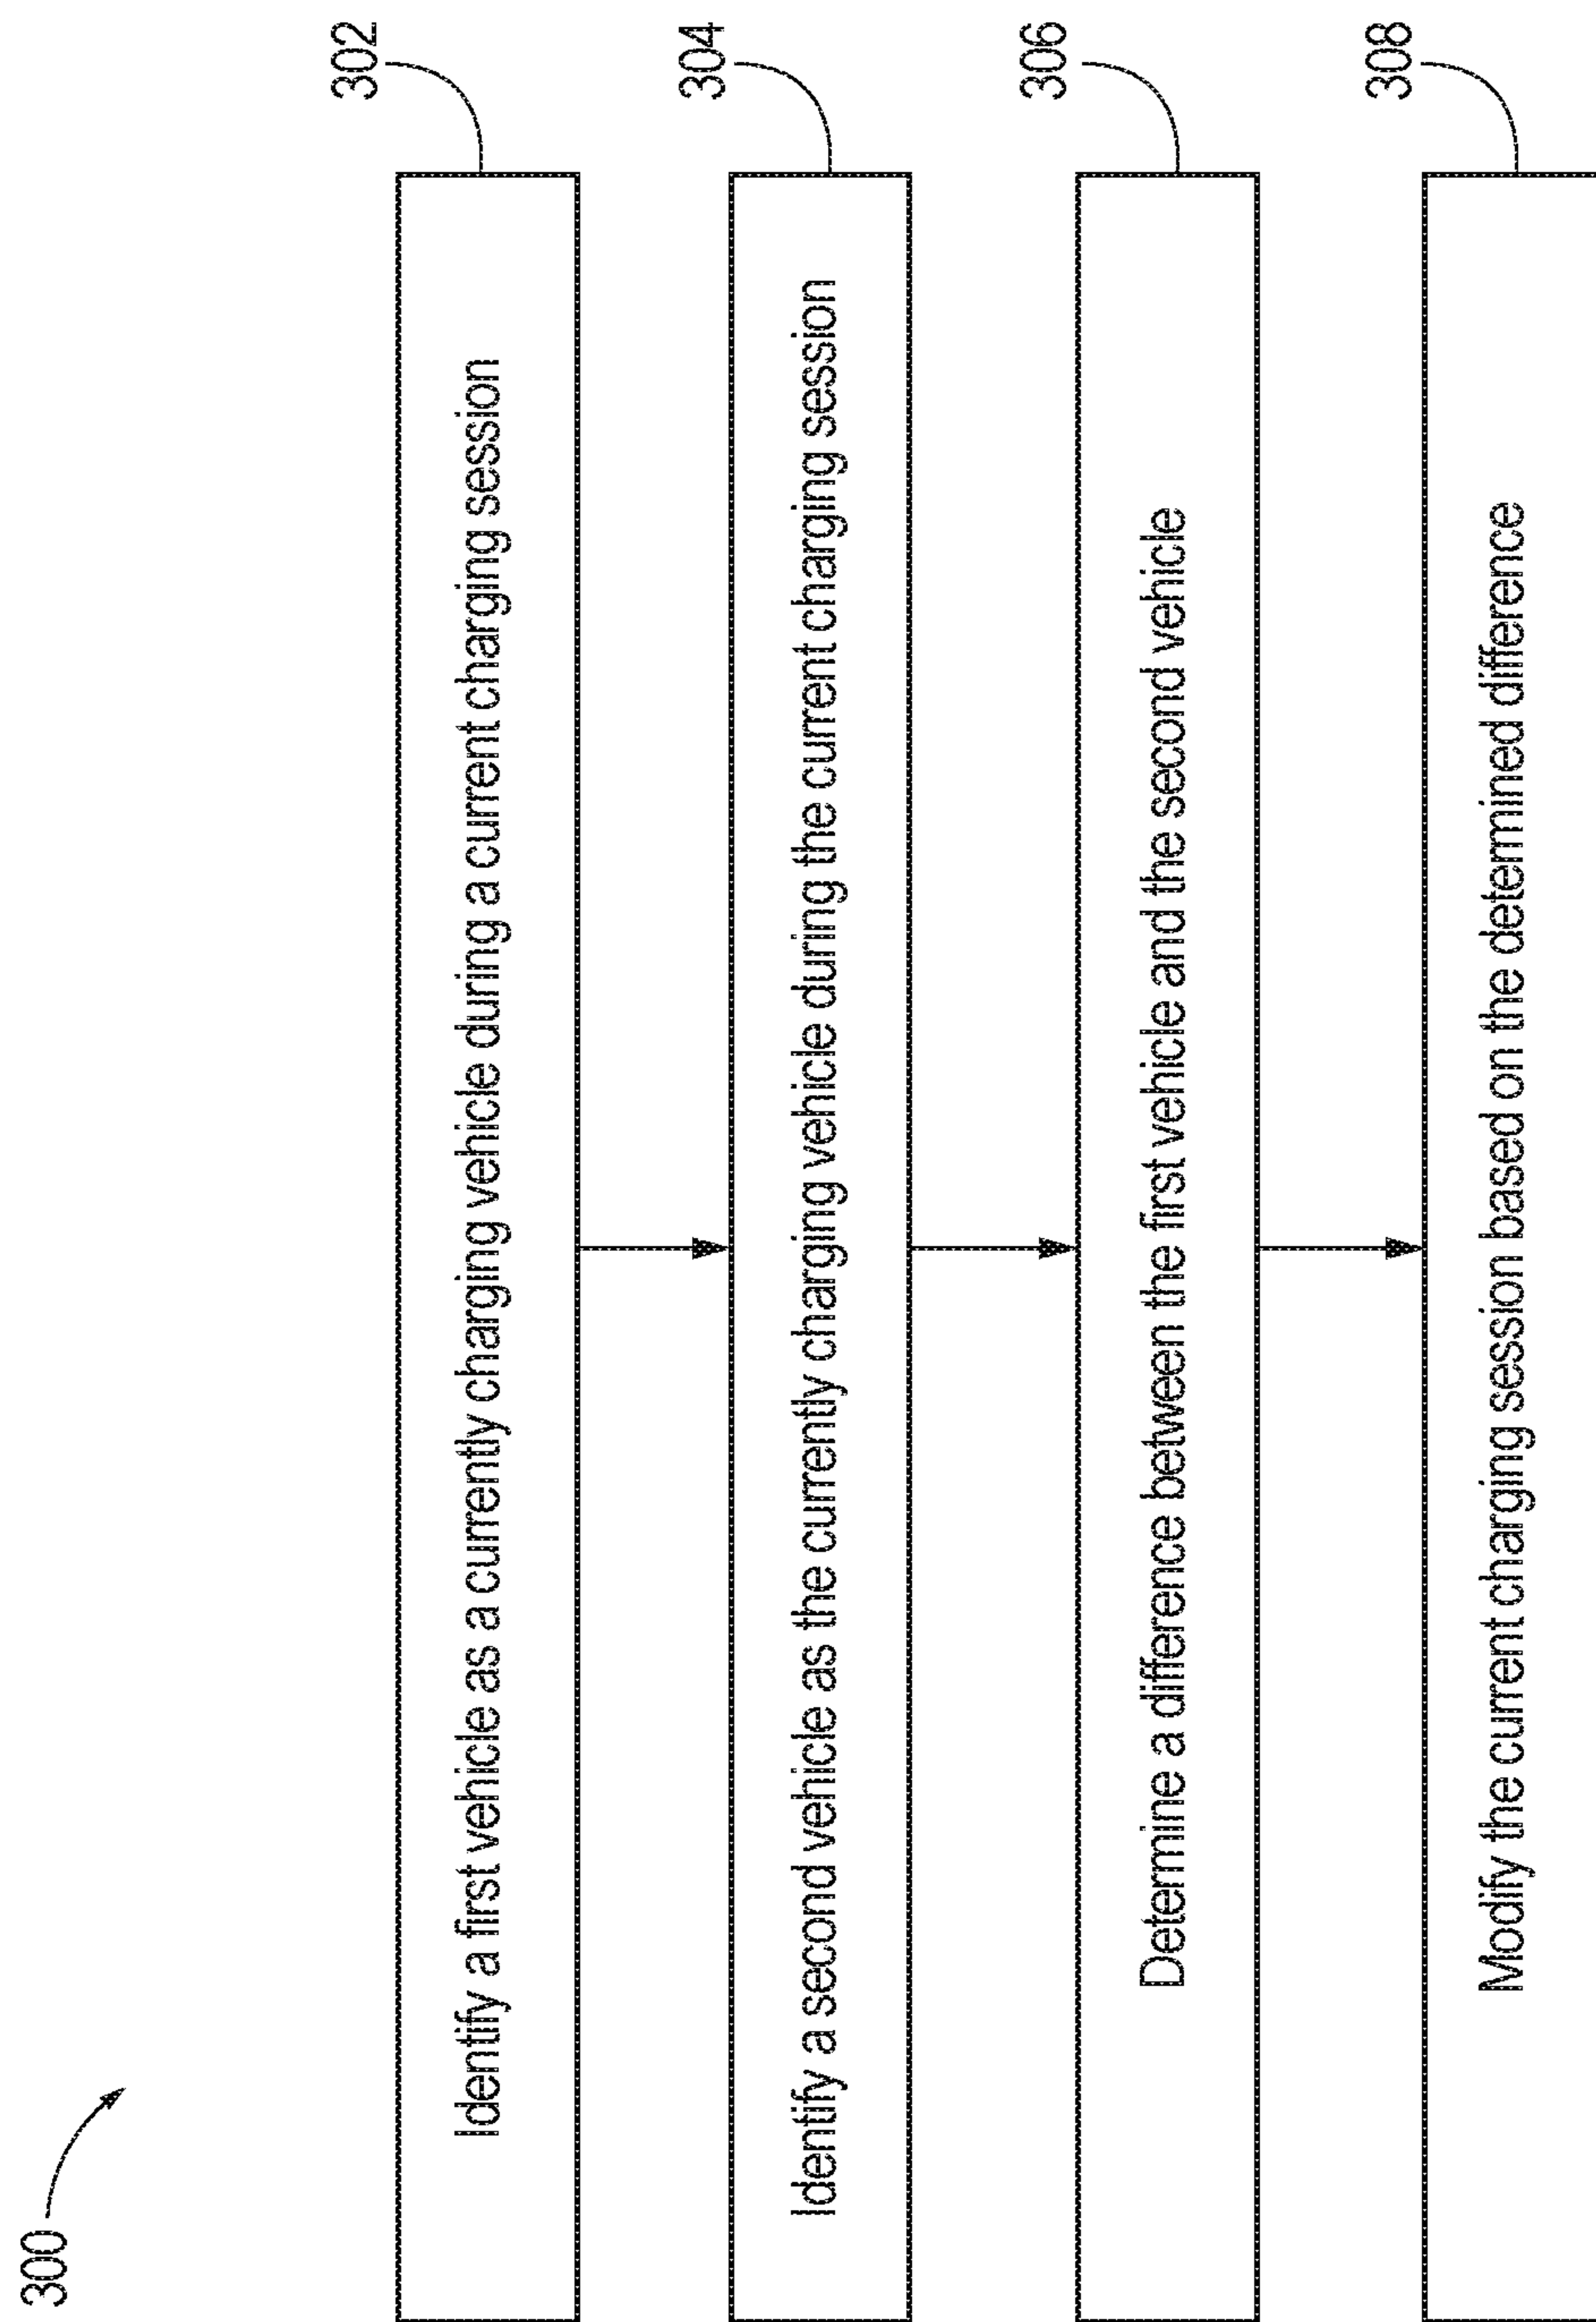 300
302
Identify a first vehicle as a currently charging vehicle during a current charging session
304
Identify a second vehicle as the currently charging vehicle during the current charging session
306
Determine a difference between the first vehicle and the second vehicle
308
Modify the current charging session based on the determined difference